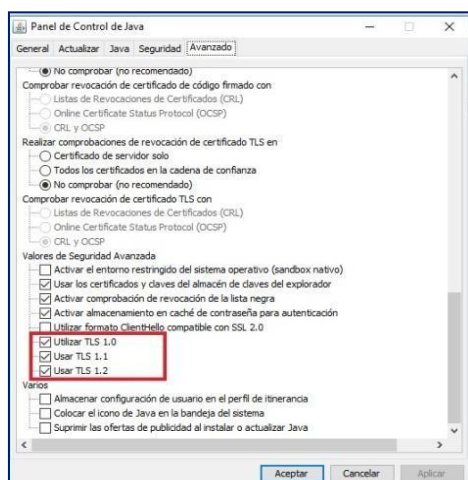 Panel de Control de Java
General Actualizar Java Seguridad Avanzado
No comprobar (no recomendado)
Comprobar revocación de certificado de código firmado con
Listas de Revocaciones de Certificados (CRL)
Online Certificate Status Protocol (OCSP)
CRL y OCSP
Realizar comprobaciones de revocación de certificado TLS en
Certificado de servidor solo
Todos los certificados en la cadena de confianza
No comprobar (no recomendado)
Comprobar revocación de certificado TLS con
Listas de Revocaciones de Certificados (CRL)
Online Certificate Status Protocol (OCSP)
CRL y OCSP
Valores de Seguridad Avanzada
Activar el entorno restringido del sistema operativo (sandbox nativo)
Usar los certificados y claves del almacén de claves del explorador
Activar comprobación de revocación de la lista negra
Activar almacenamiento en caché de contraseña para autenticación
Utilizar formato ClientHello compatible con SSL 2.0
Utilizar TLS 1.0
Usar TLS 1.1
Usar TLS 1.2
Varios
Almacenar configuración de usuario en el perfil de itinerancia
Colocar el icono de Java en la bandeja del sistema
Suprimir las ofertas de publicidad al instalar o actualizar Java
Aceptar Cancelar Aplicar